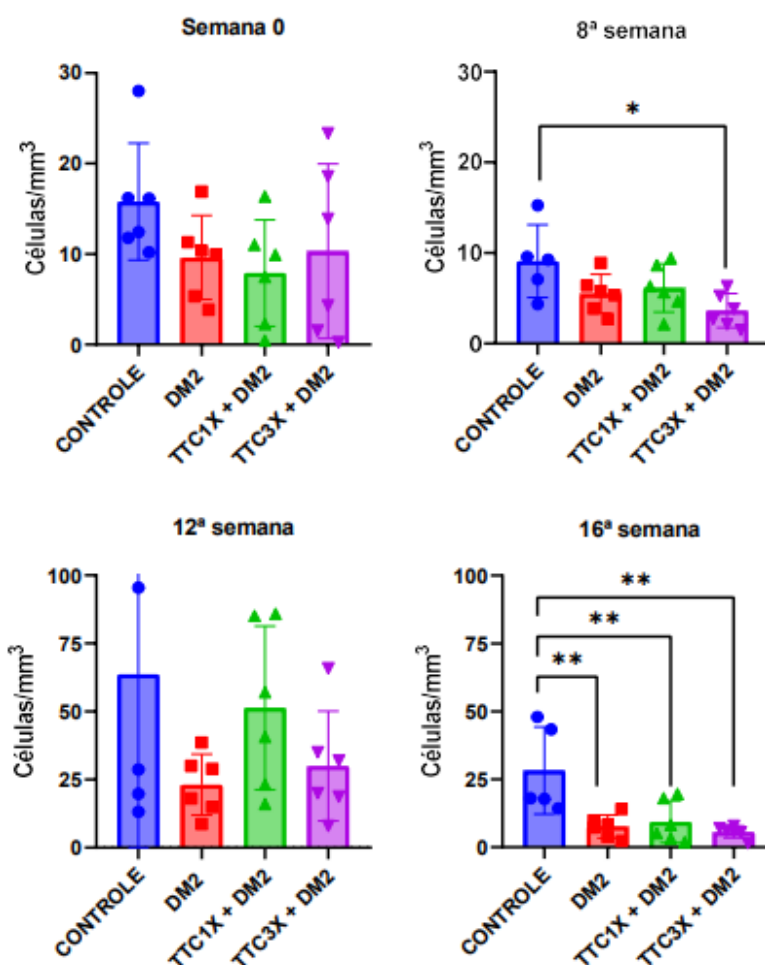 Semana 0
Células/mm³
30
20
10
0
CONTROLE
DM2
TTC1X + DM2
TTC3X + DM2
8ª semana
Células/mm³
30
20
10
0
*
CONTROLE
DM2
TTC1X + DM2
TTC3X + DM2
12ª semana
Células/mm³
100
75
50
25
0
CONTROLE
DM2
TTC1X + DM2
TTC3X + DM2
16ª semana
Células/mm³
100
75
50
25
0
**
**
**
CONTROLE
DM2
TTC1X + DM2
TTC3X + DM2